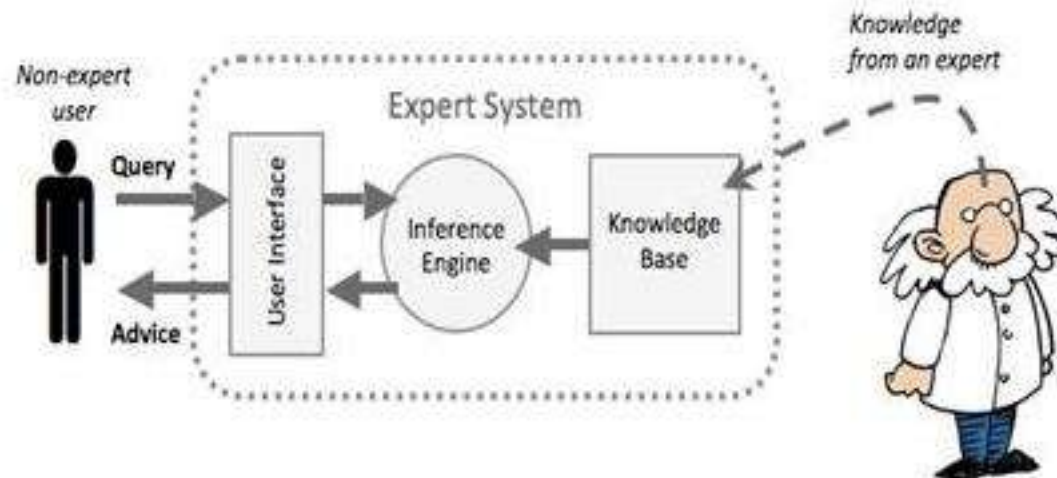 Knowledge
from an expert
Non-expert
user
Expert System
Query
User Interface
Inference
Engine
Knowledge
Base
Advice